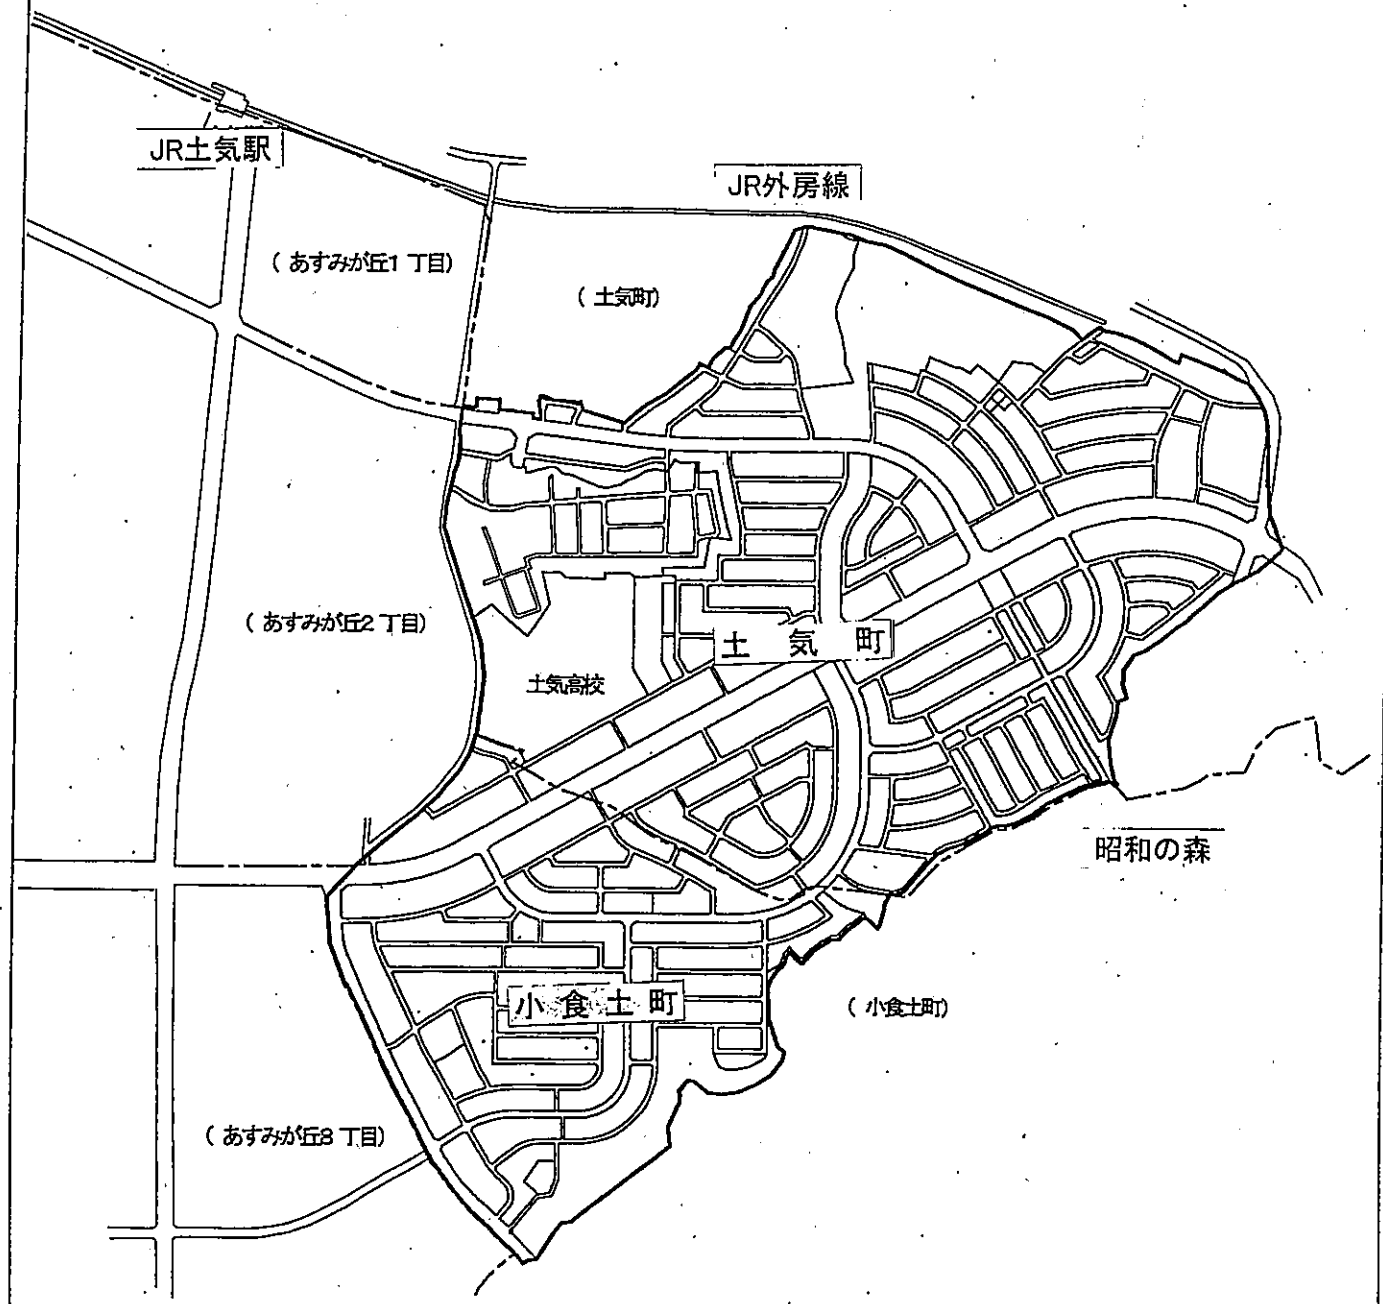 JR土気駅
JR外房線
( あすみが丘1 丁目)
( 土気町)
( あすみが丘2 丁目)
土 気 町
土気高校
昭和の森
小 食 土 町
( 小食土町)
( あすみが丘8 丁目)